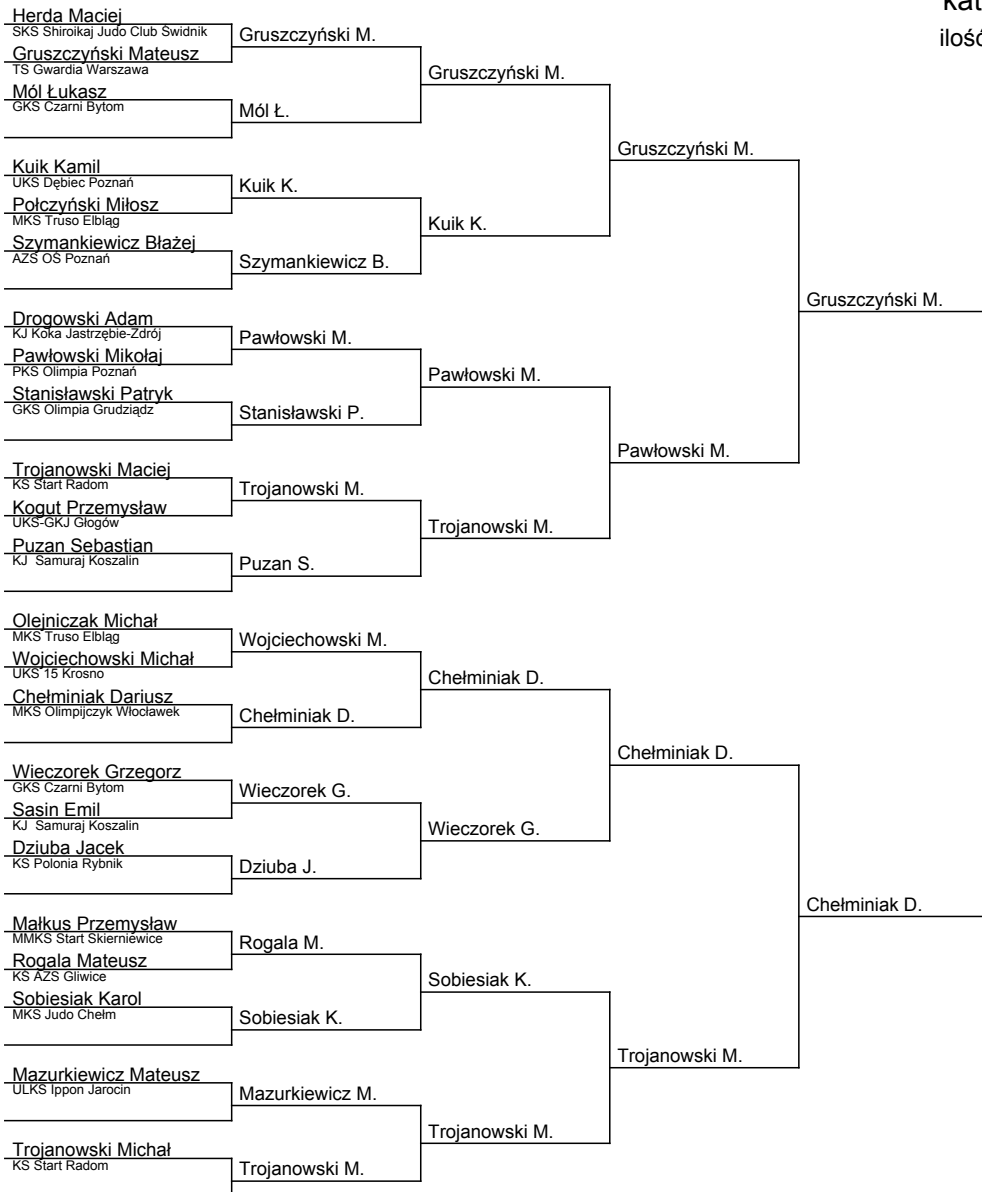 Herda Maciej
SKS Shiroikaj Judo Club Świdnik
Gruszczyński Mateusz
TS Gwardia Warszawa
Mól Łukasz
GKS Czarni Bytom
Kuik Kamil
UKS Dębiec Poznań
Połczyński Miłosz
MKS Truso Elbląg
Szymankiewicz Błażej
AZS OŚ Poznań
Drogowski Adam
KJ Koka Jastrzębie-Zdrój
Pawłowski Mikołaj
PKS Olimpia Poznań
Stanisławski Patryk
GKS Olimpia Grudziądz
Trojanowski Maciej
KS Start Radom
Kogut Przemysław
UKS-GKJ Głogów
Puzan Sebastian
KJ Samuraj Koszalin
Olejniczak Michał
MKS Truso Elbląg
Wojciechowski Michał
UKS 15 Krosno
Chełminiak Dariusz
MKS Olimpijczyk Włocławek
Wieczorek Grzegorz
GKS Czarni Bytom
Sasin Emil
KJ Samuraj Koszalin
Dziuba Jacek
KS Polonia Rybnik
Małkus Przemysław
MMKS Start Skierniewice
Rogala Mateusz
KS AZS Gliwice
Sobiesiak Karol
MKS Judo Chełm
Mazurkiewicz Mateusz
ULKS Ippon Jarocin
Trojanowski Michał
KS Start Radom
Gruszczyński M.
Mól Ł.
Kuik K.
Szymankiewicz B.
Pawłowski M.
Stanisławski P.
Trojanowski M.
Puzan S.
Wojciechowski M.
Chełminiak D.
Wieczorek G.
Dziuba J.
Rogala M.
Sobiesiak K.
Mazurkiewicz M.
Trojanowski M.
Gruszczyński M.
Kuik K.
Pawłowski M.
Trojanowski M.
Chełminiak D.
Wieczorek G.
Sobiesiak K.
Trojanowski M.
Gruszczyński M.
Pawłowski M.
Chełminiak D.
Trojanowski M.
Gruszczyński M.
Chełminiak D.
kat
ilość